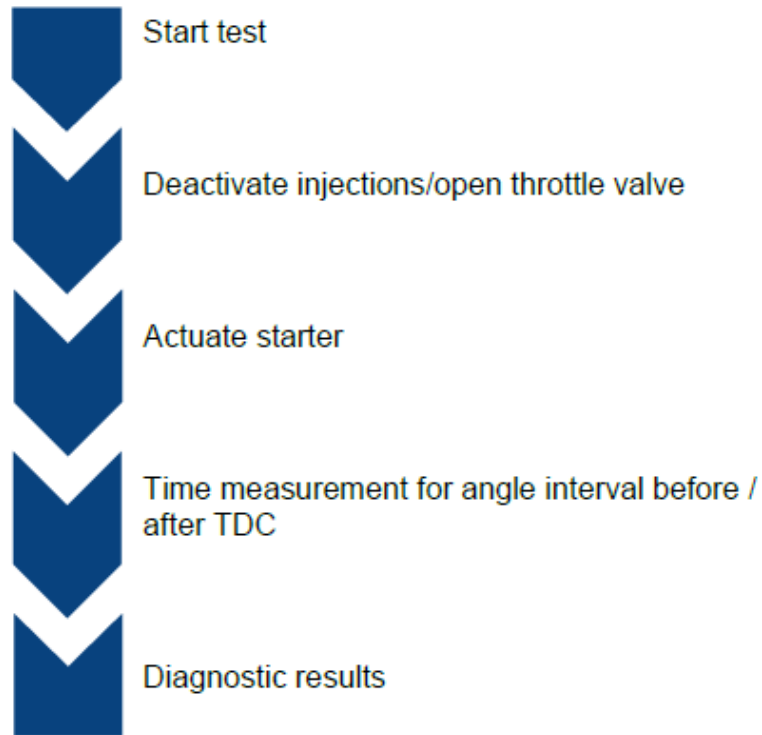 Start test
Deactivate injections/open throttle valve
Actuate starter
Time measurement for angle interval before /
after TDC
Diagnostic results